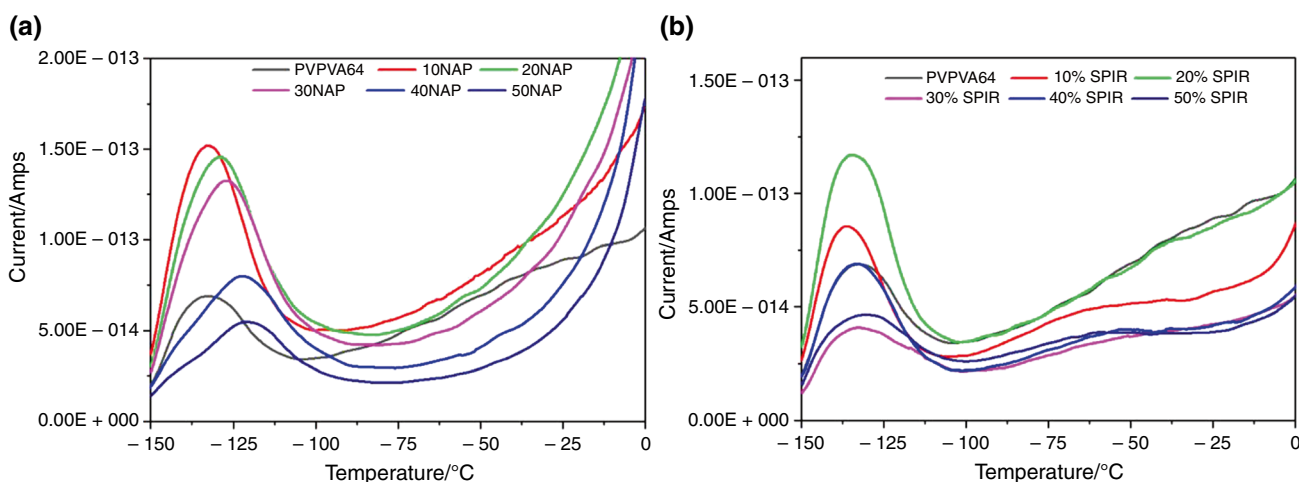 (a)
2.00E – 013
1.50E – 013
1.00E – 013
5.00E – 014
0.00E + 000
Current/Amps
PVPVA64 10NAP 20NAP
30NAP 40NAP 50NAP
– 150 – 125 – 100 – 75 – 50 – 25 0
Temperature/°C
(b)
1.50E – 013
1.00E – 013
5.00E – 014
0.00E + 000
Current/Amps
PVPVA64 10% SPIR 20% SPIR
30% SPIR 40% SPIR 50% SPIR
– 150 – 125 – 100 – 75 – 50 – 25 0
Temperature/°C